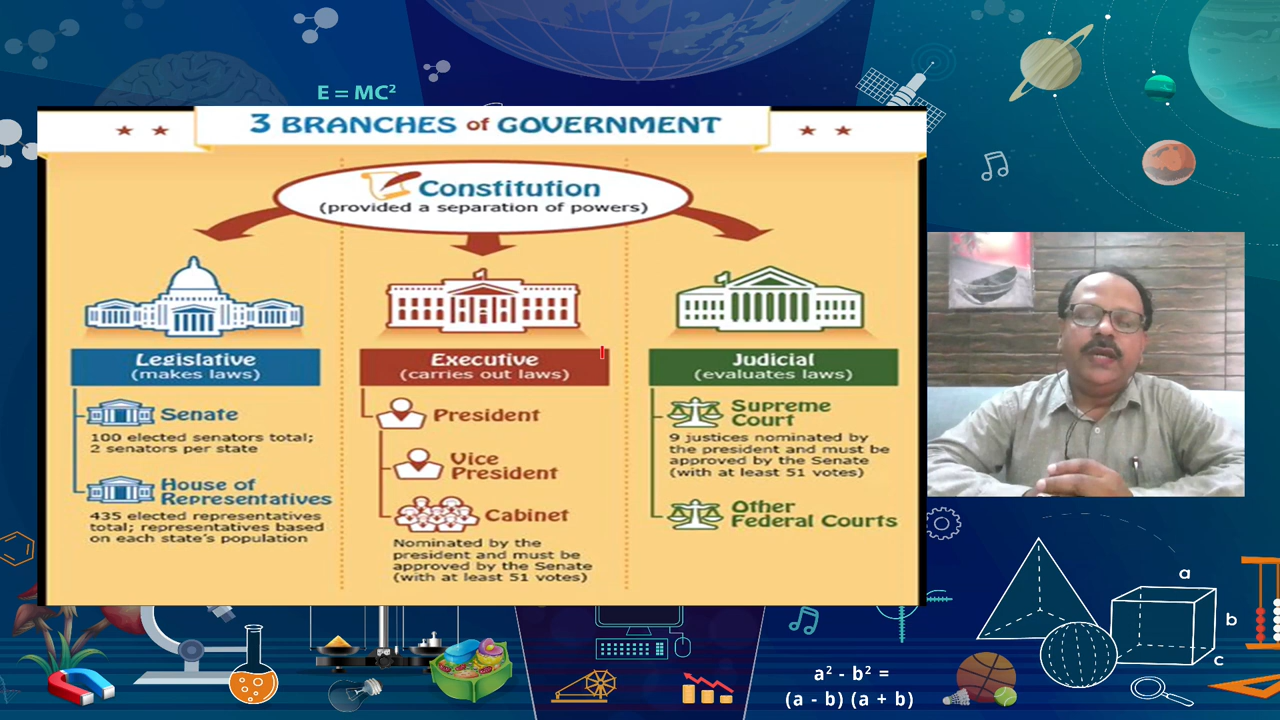 E = MC²
3 BRANCHES of GOVERNMENT
Constitution
(provided a separation of powers)
Legislative
(makes laws)
Senate
100 elected senators total;
2 senators per state
House of
Representatives
435 elected representatives
total; representatives based
on each state's population
Executive
(carries out laws)
President
Vice
President
Cabinet
Nominated by the
president and must be
approved by the Senate
(with at least 51 votes)
Judicial
(evaluates laws)
Supreme
Court
9 justices nominated by
the president and must be
approved by the Senate
(with at least 51 votes)
Other
Federal Courts
a
b
c
a² - b² =
(a - b) (a + b)